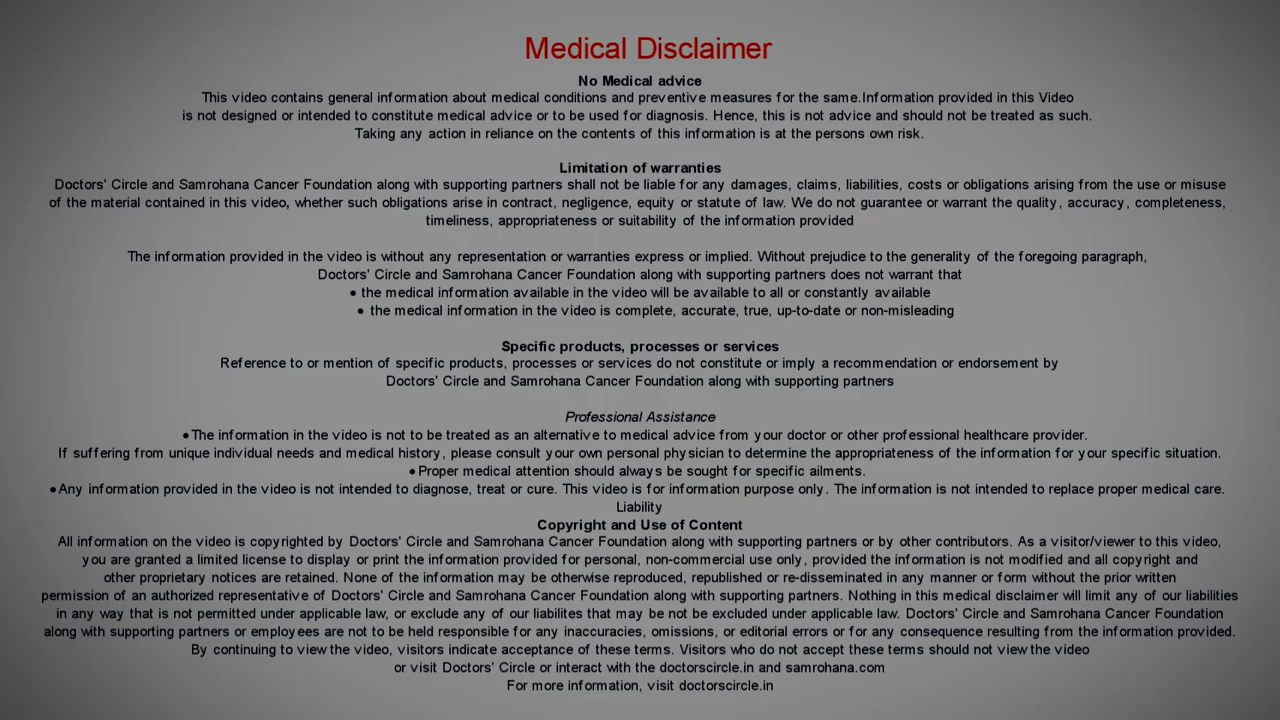 Medical Disclaimer
No Medical advice
This video contains general information about medical conditions and preventive measures for the same.Information provided in this Video
is not designed or intended to constitute medical advice or to be used for diagnosis. Hence, this is not advice and should not be treated as such.
Taking any action in reliance on the contents of this information is at the persons own risk.
Limitation of warranties
Doctors' Circle and Samrohana Cancer Foundation along with supporting partners shall not be liable for any damages, claims, liabilities, costs or obligations arising from the use or misuse
of the material contained in this video, whether such obligations arise in contract, negligence, equity or statute of law. We do not guarantee or warrant the quality, accuracy, completeness,
timeliness, appropriateness or suitability of the information provided
The information provided in the video is without any representation or warranties express or implied. Without prejudice to the generality of the foregoing paragraph,
Doctors' Circle and Samrohana Cancer Foundation along with supporting partners does not warrant that
• the medical information available in the video will be available to all or constantly available
• the medical information in the video is complete, accurate, true, up-to-date or non-misleading
Specific products, processes or services
Reference to or mention of specific products, processes or services do not constitute or imply a recommendation or endorsement by
Doctors' Circle and Samrohana Cancer Foundation along with supporting partners
Professional Assistance
•The information in the video is not to be treated as an alternative to medical advice from your doctor or other professional healthcare provider.
If suffering from unique individual needs and medical history, please consult your own personal physician to determine the appropriateness of the information for your specific situation.
•Proper medical attention should always be sought for specific ailments.
•Any information provided in the video is not intended to diagnose, treat or cure. This video is for information purpose only. The information is not intended to replace proper medical care.
Liability
Copyright and Use of Content
All information on the video is copyrighted by Doctors' Circle and Samrohana Cancer Foundation along with supporting partners or by other contributors. As a visitor/viewer to this video,
you are granted a limited license to display or print the information provided for personal, non-commercial use only, provided the information is not modified and all copyright and
other proprietary notices are retained. None of the information may be otherwise reproduced, republished or re-disseminated in any manner or form without the prior written
permission of an authorized representative of Doctors' Circle and Samrohana Cancer Foundation along with supporting partners. Nothing in this medical disclaimer will limit any of our liabilities
in any way that is not permitted under applicable law, or exclude any of our liabilites that may be not be excluded under applicable law. Doctors' Circle and Samrohana Cancer Foundation
along with supporting partners or employees are not to be held responsible for any inaccuracies, omissions, or editorial errors or for any consequence resulting from the information provided.
By continuing to view the video, visitors indicate acceptance of these terms. Visitors who do not accept these terms should not view the video
or visit Doctors' Circle or interact with the doctorscircle.in and samrohana.com
For more information, visit doctorscircle.in